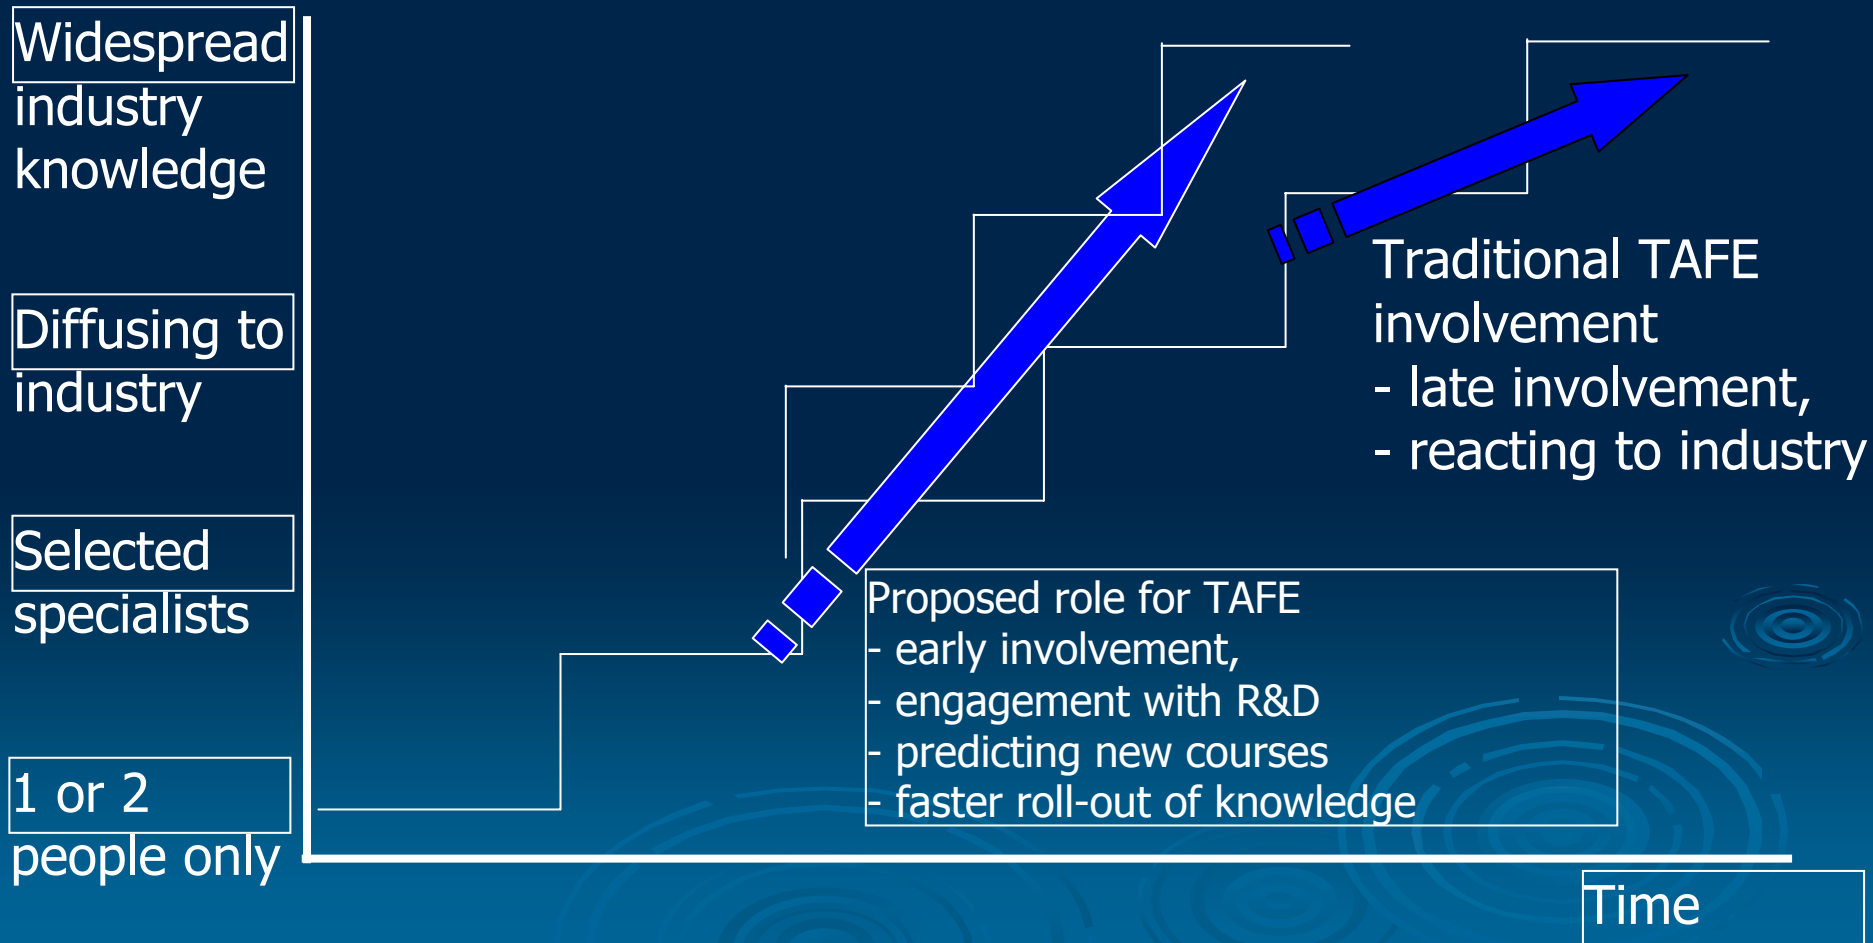 Widespread
industry
knowledge
Diffusing to
industry
Selected
specialists
1 or 2
people only
Traditional TAFE
involvement
- late involvement,
- reacting to industry
Proposed role for TAFE
- early involvement,
- engagement with R&D
- predicting new courses
- faster roll-out of knowledge
Time